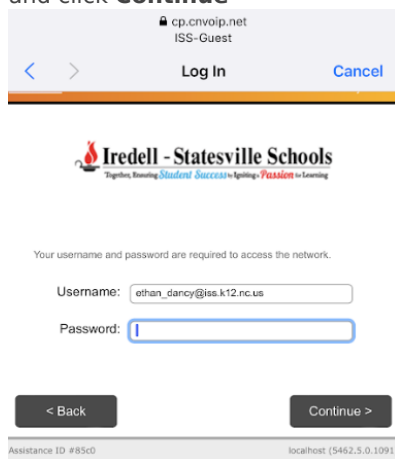 and click Continue
cp.cnvoip.net
ISS-Guest
< > Log In Cancel
Iredell - Statesville Schools
Together, Ensuring Student Success by Igniting a Passion for Learning
Your username and password are required to access the network.
Username: ethan_dancy@iss.k12.nc.us
Password:
< Back Continue >
Assistance ID #85c0 localhost (5462.5.0.1091